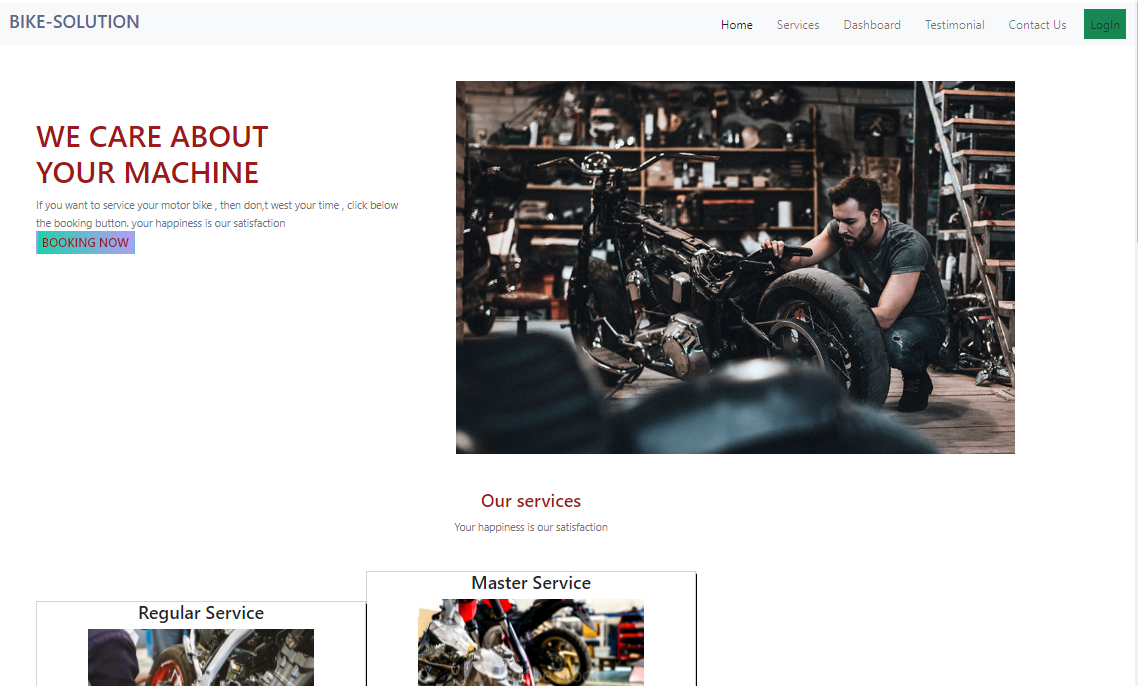 BIKE-SOLUTION
Home Services Dashboard Testimonial Contact Us LogIn
WE CARE ABOUT
YOUR MACHINE
If you want to service your motor bike , then don,t west your time , click below
the booking button. your happiness is our satisfaction
BOOKING NOW
Our services
Your happiness is our satisfaction
Master Service
Regular Service